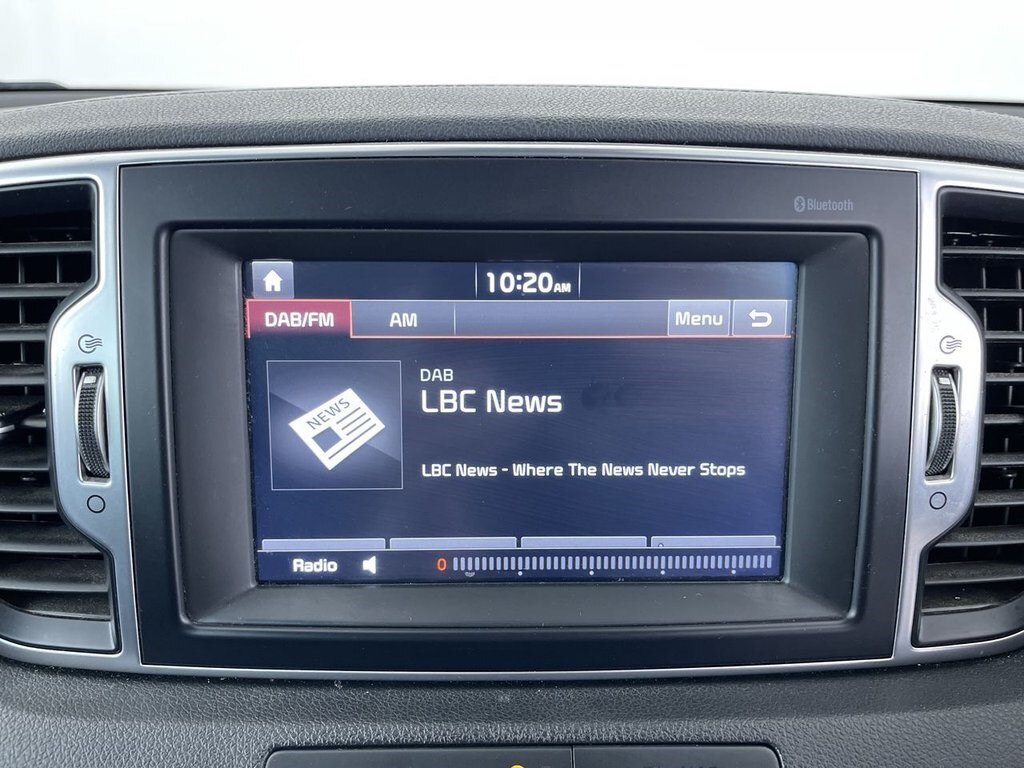 Bluetooth
10:20AM
DAB/FM AM Menu
DAB
LBC News
NEWS
LBC News - Where The News Never Stops
Radio 0